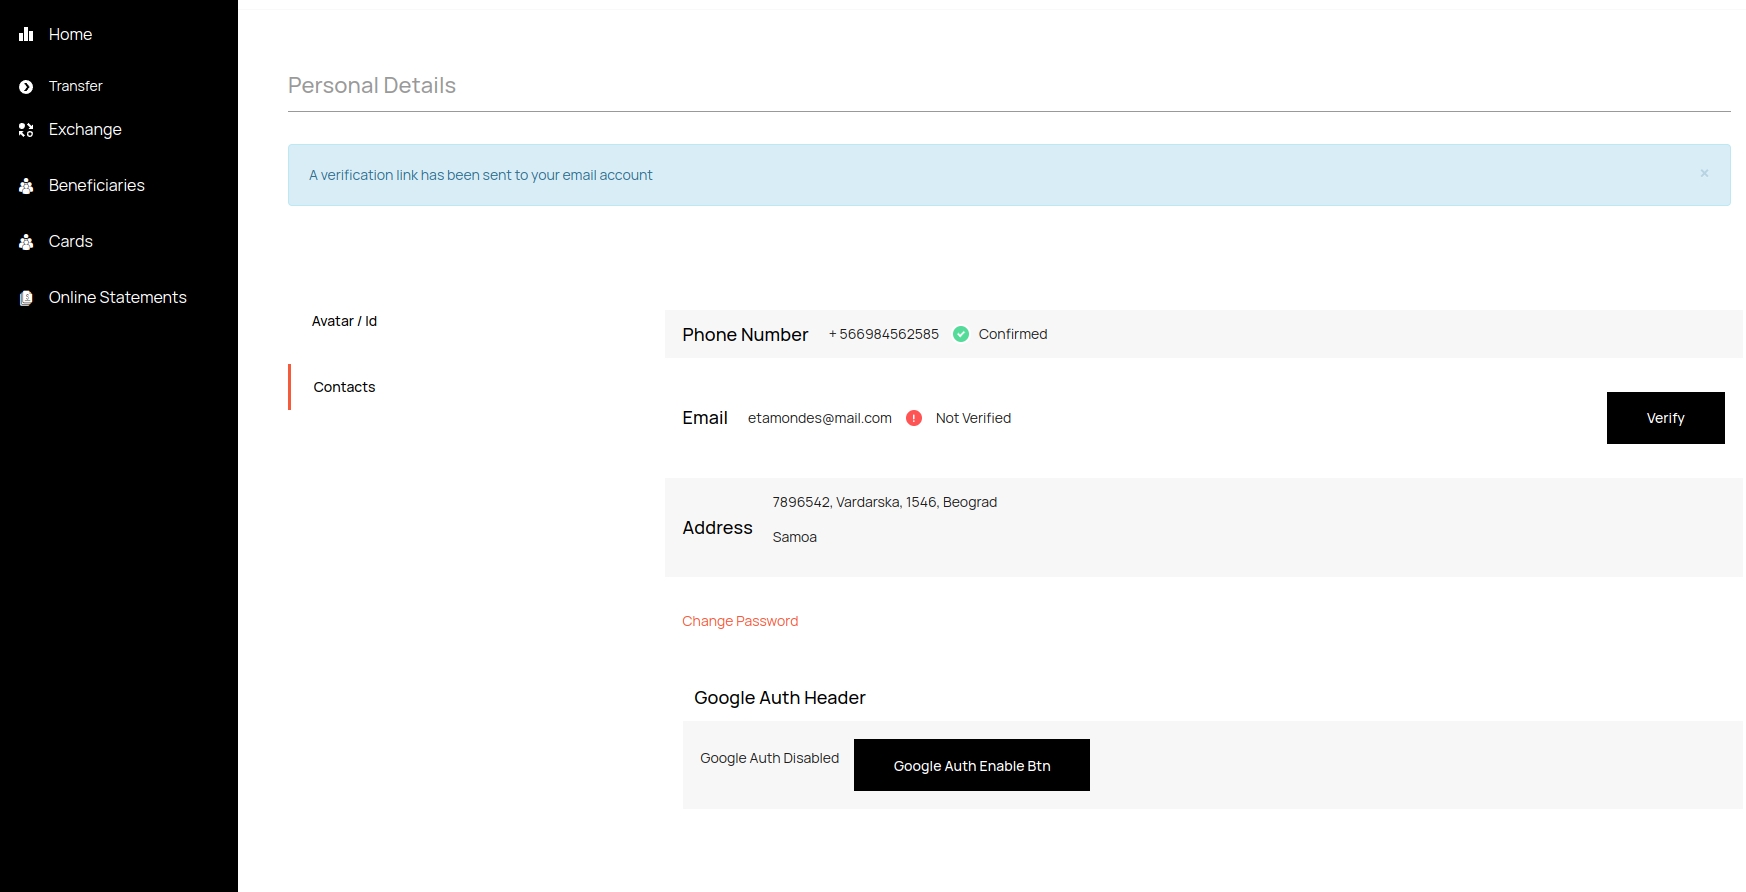 Home
Transfer
Exchange
Beneficiaries
Cards
Online Statements
Personal Details
A verification link has been sent to your email account
×
Avatar / Id
Contacts
Phone Number + 566984562585 Confirmed
Email etamondes@mail.com Not Verified Verify
7896542, Vardarska, 1546, Beograd
Address
Samoa
Change Password
Google Auth Header
Google Auth Disabled Google Auth Enable Btn